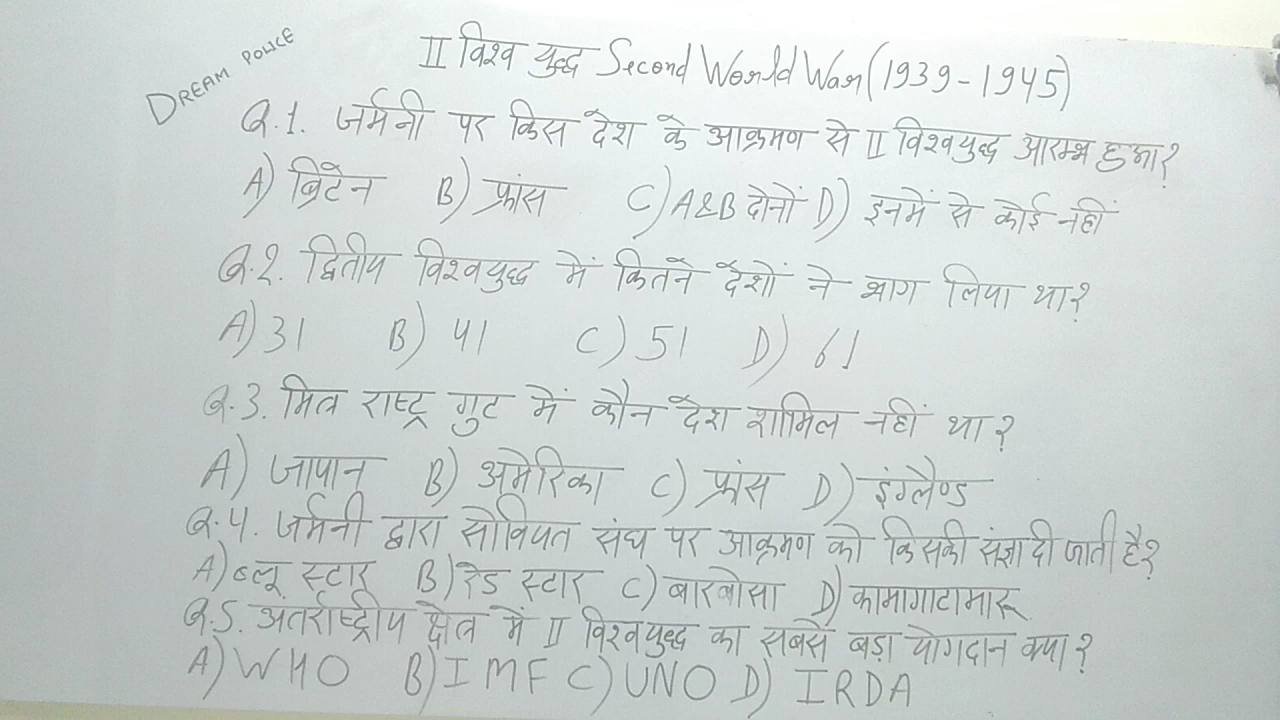 DREAM POLICE
II विश्व युद्ध Second World War (1939-1945)
Q.1. जर्मनी पर किस देश के आक्रमण से II विश्वयुद्ध आरम्भ हुआ?
A) ब्रिटेन B) फ्रांस C) A&B दोनों D) इनमें से कोई नहीं
Q.2. द्वितीय विश्वयुद्ध में कितने देशों ने भाग लिया था?
A) 31 B) 41 C) 51 D) 61
Q.3. मित्र राष्ट्र गुट में कौन देश शामिल नहीं था?
A) जापान B) अमेरिका C) फ्रांस D) इंग्लैण्ड
Q.4. जर्मनी द्वारा सोवियत संघ पर आक्रमण को किसकी संज्ञा दी जाती है?
A) ब्लू स्टार B) रेड स्टार C) बारबोसा D) कामागाटामारू
Q.5. अतर्राष्ट्रीय क्षेत्र में II विश्वयुद्ध का सबसे बड़ा योगदान क्या?
A) WHO B) IMF C) UNO D) IRDA